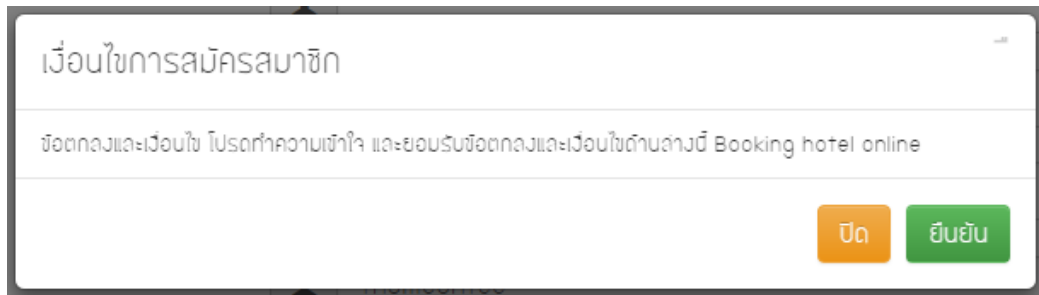 เงื่อนไขการสมัครสมาชิก
ข้อตกลงและเงื่อนไข โปรดทำความเข้าใจ และยอมรับข้อตกลงและเงื่อนไขด้านล่างนี้ Booking hotel online
ปิด ยืนยัน